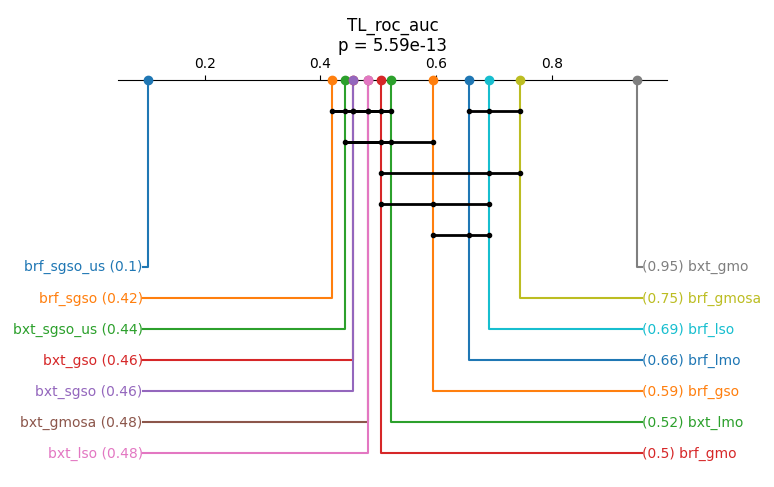 TL_roc_auc
p = 5.59e-13
0.2 0.4 0.6 0.8
brf_sgso_us (0.1) (0.95) bxt_gmo
brf_sgso (0.42) (0.75) brf_gmosa
bxt_sgso_us (0.44) (0.69) brf_lso
bxt_gso (0.46) (0.66) brf_lmo
bxt_sgso (0.46) (0.59) brf_gso
bxt_gmosa (0.48) (0.52) bxt_lmo
bxt_lso (0.48) (0.5) brf_gmo